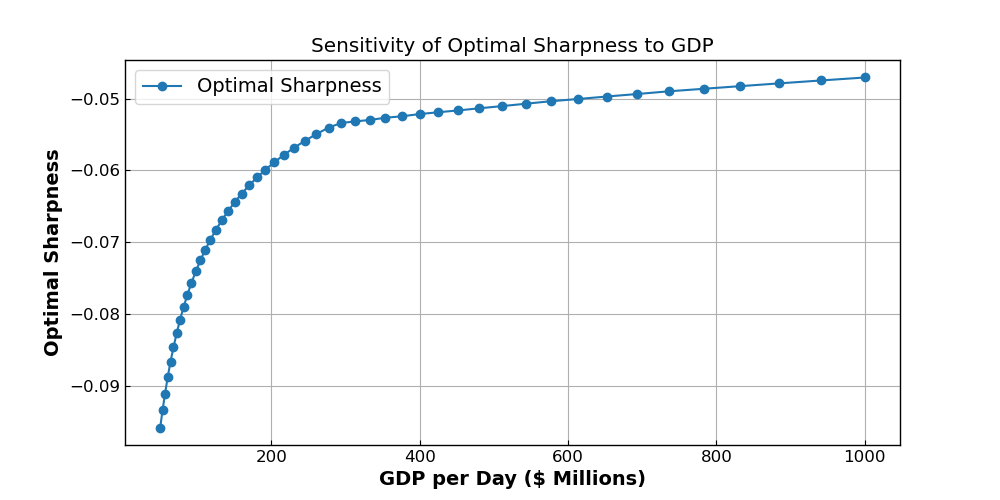 Sensitivity of Optimal Sharpness to GDP
Optimal Sharpness
−0.05
−0.06
−0.07
−0.08
−0.09
Optimal Sharpness
200 400 600 800 1000
GDP per Day ($ Millions)